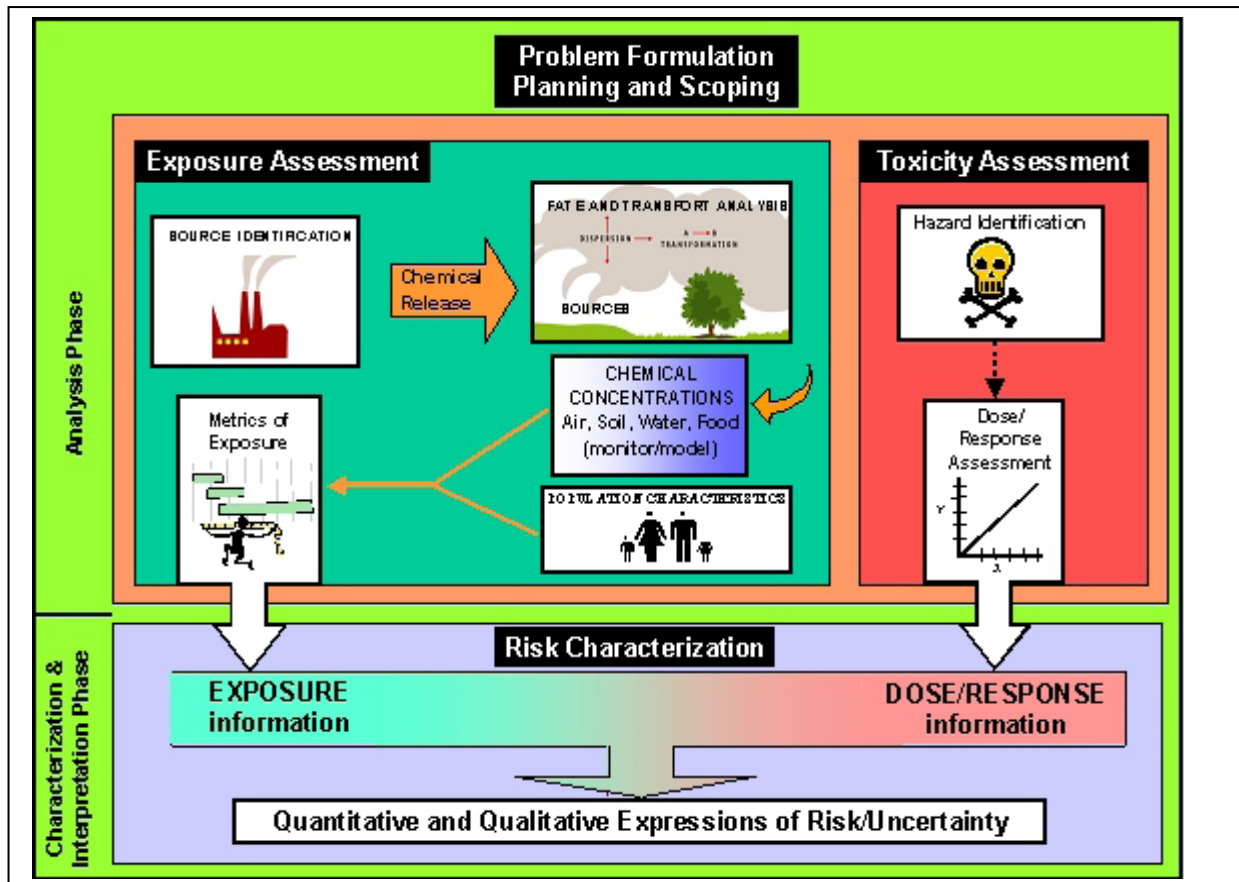 Problem Formulation
Planning and Scoping
Exposure Assessment
Toxicity Assessment
SOURCE IDENTIFICATION
Chemical
Release
FATE AND TRANSPORT ANALYSIS
DISPERSION
A B
TRANSFORMATION
SOURCES
Hazard Identification
CHEMICAL
CONCENTRATIONS
Air, Soil, Water, Food
(monitor/model)
Metrics of
Exposure
POPULATION CHARACTERISTICS
Dose/
Response
Assessment
Y
X
Analysis Phase
Risk Characterization
EXPOSURE
information
DOSE/RESPONSE
information
Quantitative and Qualitative Expressions of Risk/Uncertainty
Characterization &
Interpretation Phase